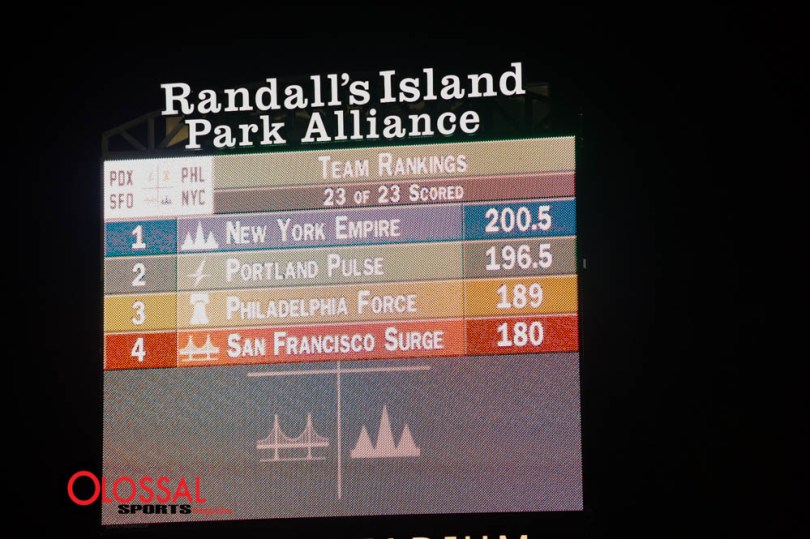 Randall's Island
Park Alliance
PDX PHL
SFO NYC
TEAM RANKINGS
23 OF 23 SCORED
1 NEW YORK EMPIRE 200.5
2 PORTLAND PULSE 196.5
3 PHILADELPHIA FORCE 189
4 SAN FRANCISCO SURGE 180
OLOSSAL
SPORTS